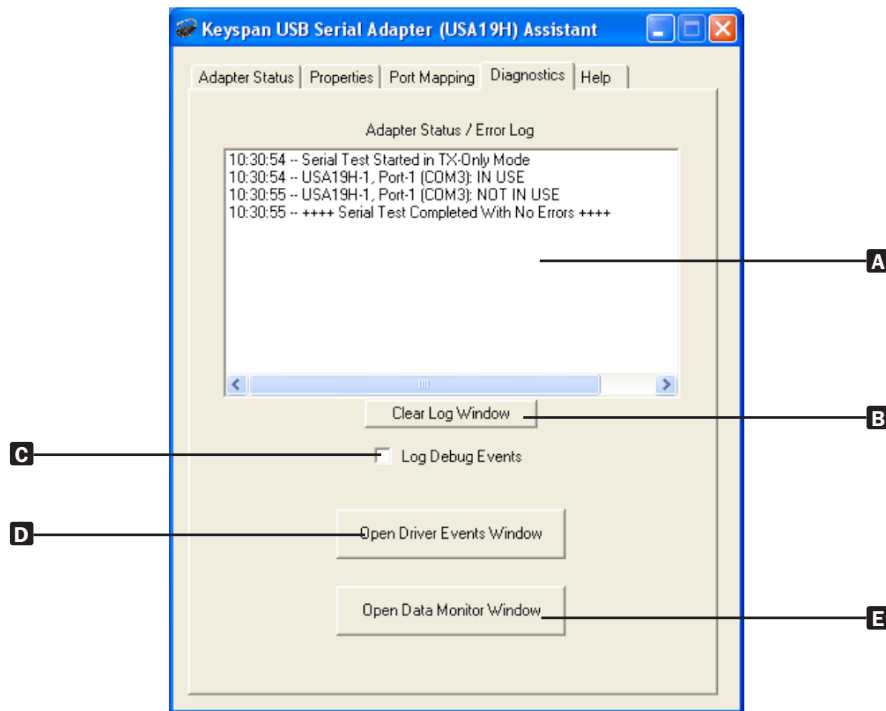 Keyspan USB Serial Adapter (USA19H) Assistant
Adapter Status Properties Port Mapping Diagnostics Help
Adapter Status / Error Log
10:30:54 -- Serial Test Started in TX-Only Mode
10:30:54 -- USA19H-1, Port-1 (COM3): IN USE
10:30:55 -- USA19H-1, Port-1 (COM3): NOT IN USE
10:30:55 -- ++++ Serial Test Completed With No Errors ++++
A
Clear Log Window
B
C
Log Debug Events
D
Open Driver Events Window
Open Data Monitor Window
E